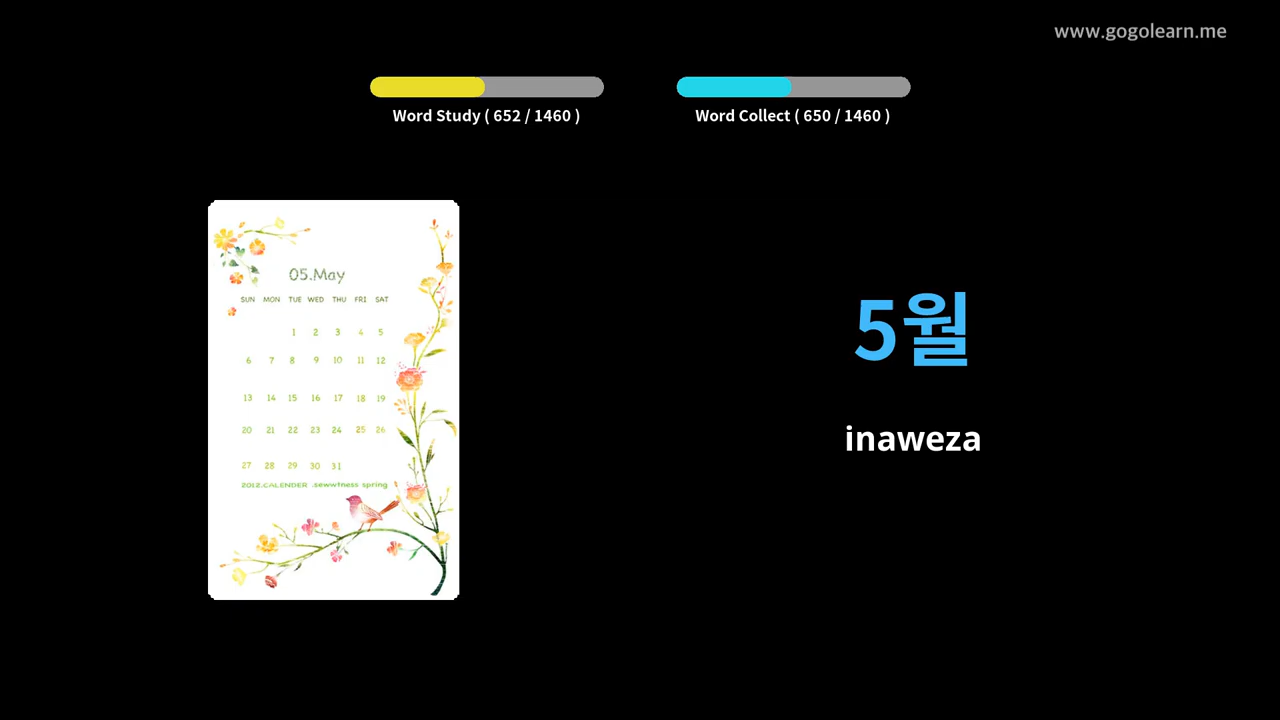 www.gogolearn.me
Word Study ( 652 / 1460 )
Word Collect ( 650 / 1460 )
05.May
SUN MON TUE WED THU FRI SAT
1 2 3 4 5
6 7 8 9 10 11 12
13 14 15 16 17 18 19
20 21 22 23 24 25 26
27 28 29 30 31
2012.CALENDER .sewwtness spring
5월
inaweza